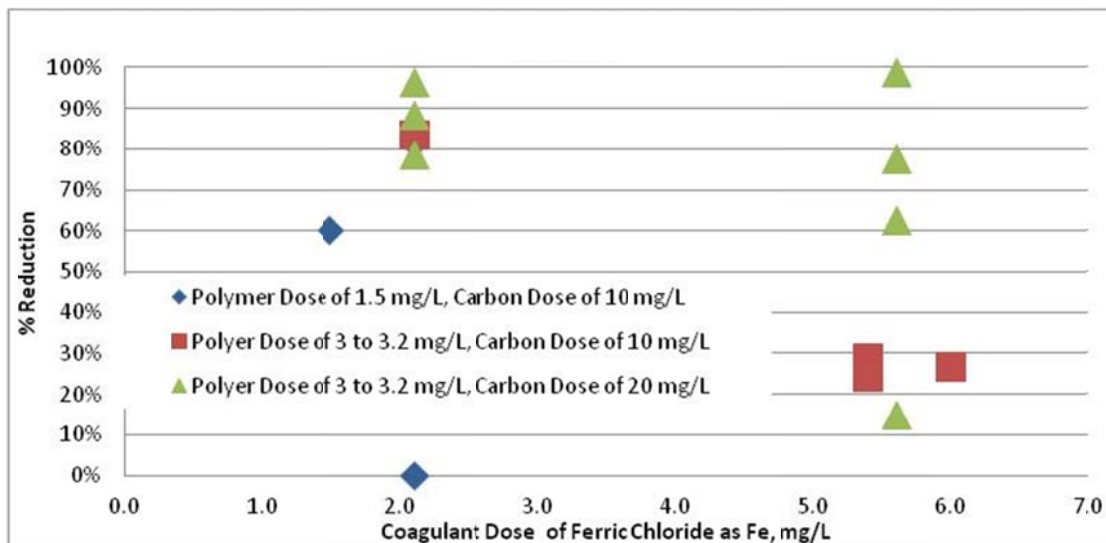 100%
90%
80%
70%
60%
50%
40%
30%
20%
10%
0%
% Reduction
Polymer Dose of 1.5 mg/L, Carbon Dose of 10 mg/L
Polyer Dose of 3 to 3.2 mg/L, Carbon Dose of 10 mg/L
Polyer Dose of 3 to 3.2 mg/L, Carbon Dose of 20 mg/L
0.0 1.0 2.0 3.0 4.0 5.0 6.0 7.0
Coagulant Dose of Ferric Chloride as Fe, mg/L